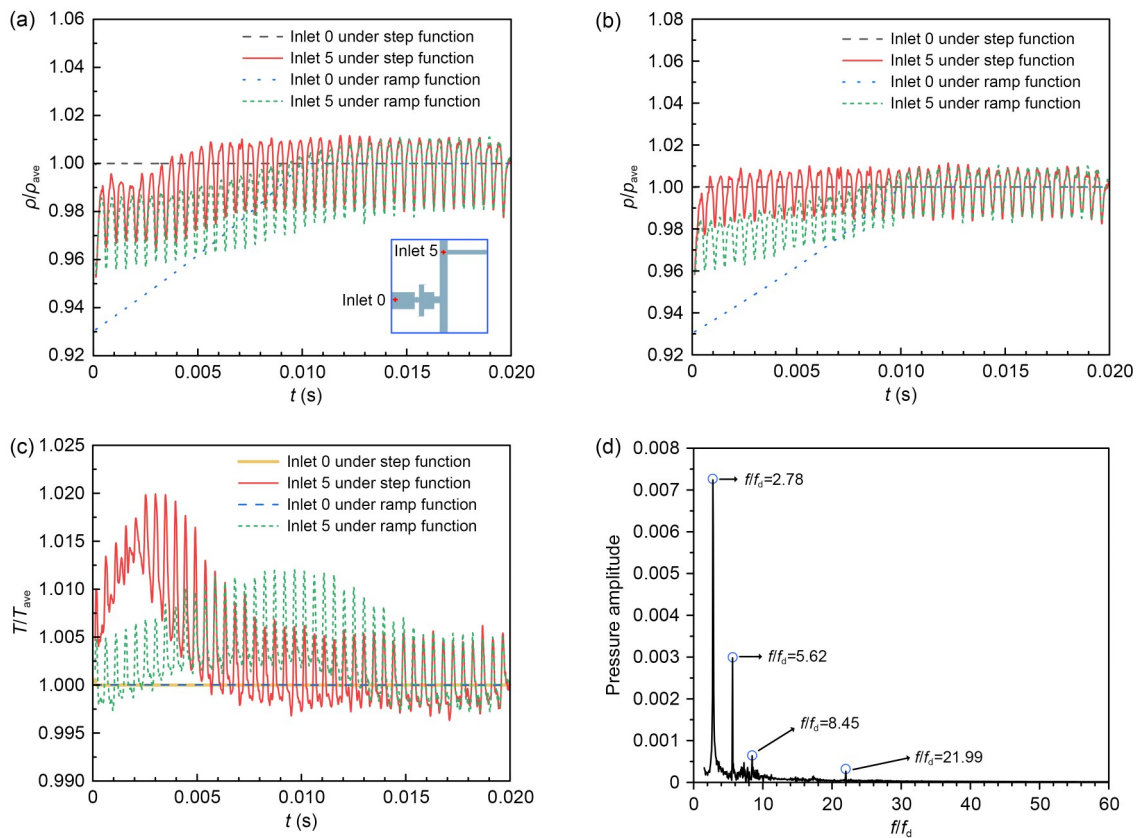 (a)
1.06
1.04
1.02
1.00
0.98
0.96
0.94
0.92
ρ/ρave
Inlet 0 under step function
Inlet 5 under step function
Inlet 0 under ramp function
Inlet 5 under ramp function
Inlet 5
Inlet 0
0
0.005
0.010
0.015
0.020
t (s)
(b)
1.08
1.06
1.04
1.02
1.00
0.98
0.96
0.94
0.92
p/pave
Inlet 0 under step function
Inlet 5 under step function
Inlet 0 under ramp function
Inlet 5 under ramp function
0
0.005
0.010
0.015
0.020
t (s)
(c)
1.025
1.020
1.015
1.010
1.005
1.000
0.995
0.990
T/Tave
Inlet 0 under step function
Inlet 5 under step function
Inlet 0 under ramp function
Inlet 5 under ramp function
0
0.005
0.010
0.015
0.020
t (s)
(d)
0.008
0.007
0.006
0.005
0.004
0.003
0.002
0.001
0
Pressure amplitude
f/fd=2.78
f/fd=5.62
f/fd=8.45
f/fd=21.99
0
10
20
30
40
50
60
f/fd